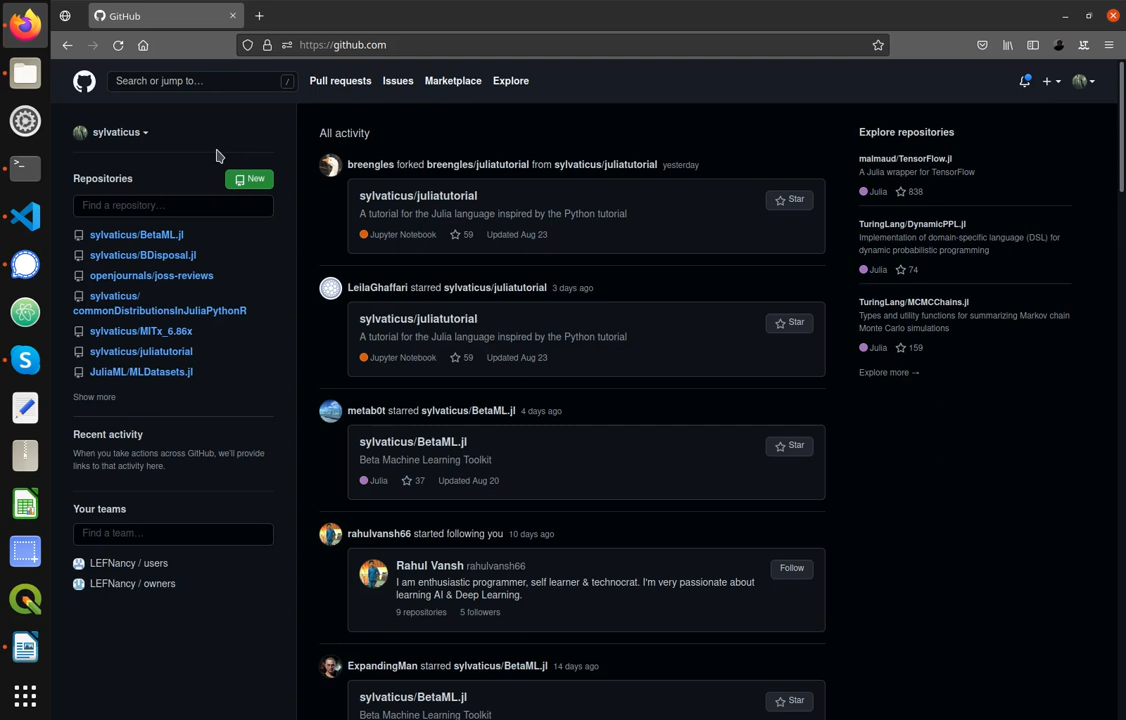 GitHub
https://github.com
Search or jump to…
/
Pull requests
Issues
Marketplace
Explore
sylvaticus
Repositories
New
Find a repository…
sylvaticus/BetaML.jl
sylvaticus/BDisposal.jl
openjournals/joss-reviews
sylvaticus/
commonDistributionsInJuliaPythonR
sylvaticus/MITx_6.86x
sylvaticus/juliatutorial
JuliaML/MLDatasets.jl
Show more
Recent activity
When you take actions across GitHub, we'll provide
links to that activity here.
Your teams
Find a team…
LEFNancy / users
LEFNancy / owners
All activity
breengles forked breengles/juliatutorial from sylvaticus/juliatutorial yesterday
sylvaticus/juliatutorial
Star
A tutorial for the Julia language inspired by the Python tutorial
Jupyter Notebook 59 Updated Aug 23
LeilaGhaffari starred sylvaticus/juliatutorial 3 days ago
sylvaticus/juliatutorial
Star
A tutorial for the Julia language inspired by the Python tutorial
Jupyter Notebook 59 Updated Aug 23
metab0t starred sylvaticus/BetaML.jl 4 days ago
sylvaticus/BetaML.jl
Star
Beta Machine Learning Toolkit
Julia 37 Updated Aug 20
rahulvansh66 started following you 10 days ago
Rahul Vansh rahulvansh66
Follow
I am enthusiastic programmer, self learner & technocrat. I'm very passionate about
learning AI & Deep Learning.
9 repositories 5 followers
ExpandingMan starred sylvaticus/BetaML.jl 14 days ago
sylvaticus/BetaML.jl
Star
Beta Machine Learning Toolkit
Explore repositories
malmaud/TensorFlow.jl
A Julia wrapper for TensorFlow
Julia 838
TuringLang/DynamicPPL.jl
Implementation of domain-specific language (DSL) for
dynamic probabilistic programming
Julia 74
TuringLang/MCMCChains.jl
Types and utility functions for summarizing Markov chain
Monte Carlo simulations
Julia 159
Explore more →